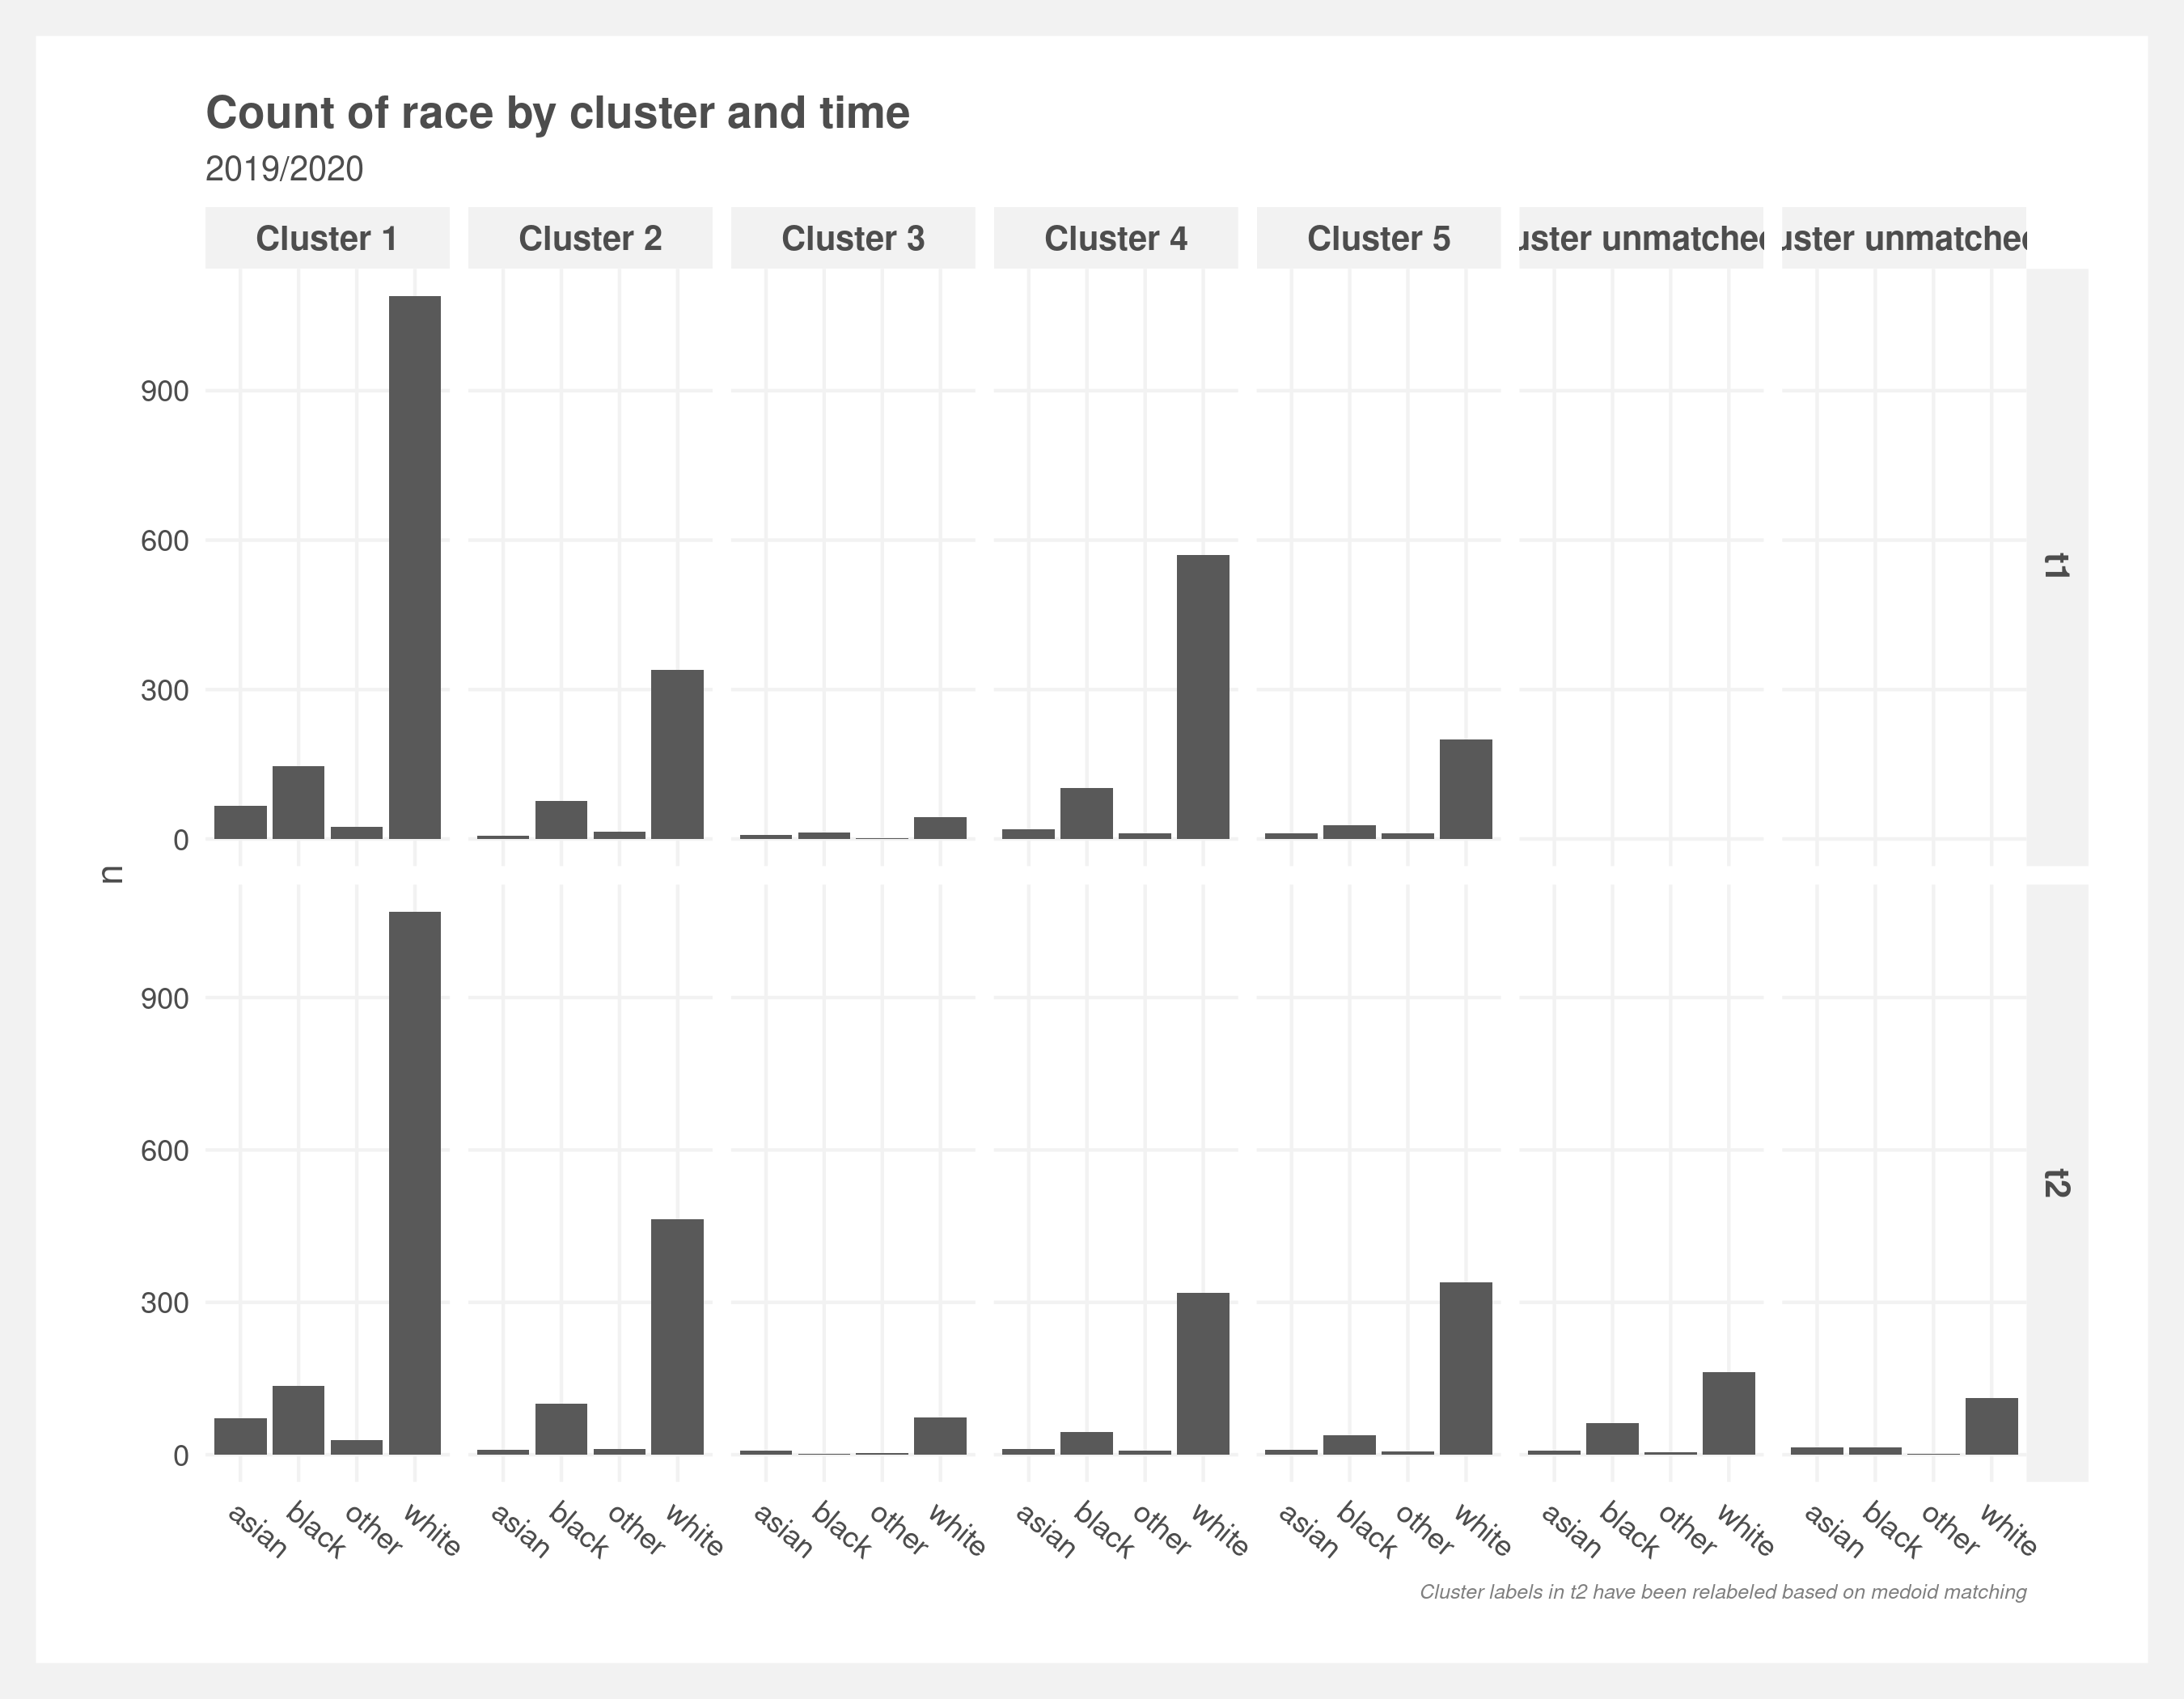 Count of race by cluster and time
2019/2020
Cluster 1 Cluster 2 Cluster 3 Cluster 4 Cluster 5 uster unmatched uster unmatched
900
600
300
0
t1
n
900
600
300
0
t2
asian black other white asian black other white asian black other white asian black other white asian black other white asian black other white asian black other white
Cluster labels in t2 have been relabeled based on medoid matching